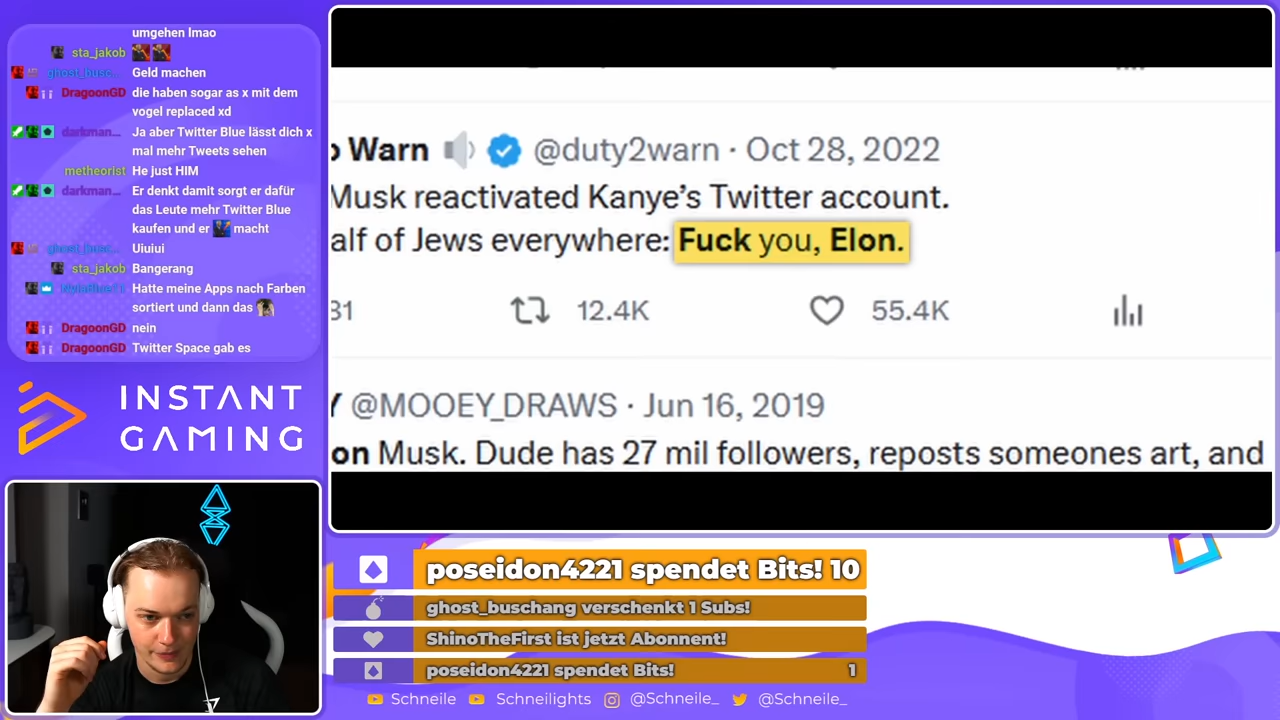 umgehen lmao
sta_jakob
ghost_busc... Geld machen
DragoonGD die haben sogar as x mit dem
vogel replaced xd
darkman... Ja aber Twitter Blue lässt dich x
mal mehr Tweets sehen
metheorist He just HIM
darkman... Er denkt damit sorgt er dafür
das Leute mehr Twitter Blue
kaufen und er macht
ghost_busc... Uiuiui
sta_jakob Bangerang
Hatte meine Apps nach Farben
sortiert und dann das
DragoonGD nein
DragoonGD Twitter Space gab es
INSTANT
GAMING
Warn @duty2warn · Oct 28, 2022
Musk reactivated Kanye's Twitter account.
alf of Jews everywhere: Fuck you, Elon.
31 12.4K 55.4K
Y @MOOEY_DRAWS · Jun 16, 2019
on Musk. Dude has 27 mil followers, reposts someones art, and
poseidon4221 spendet Bits! 10
ghost_buschang verschenkt 1 Subs!
ShinoTheFirst ist jetzt Abonnent!
poseidon4221 spendet Bits! 1
Schneile Schneilights @Schneile_ @Schneile_